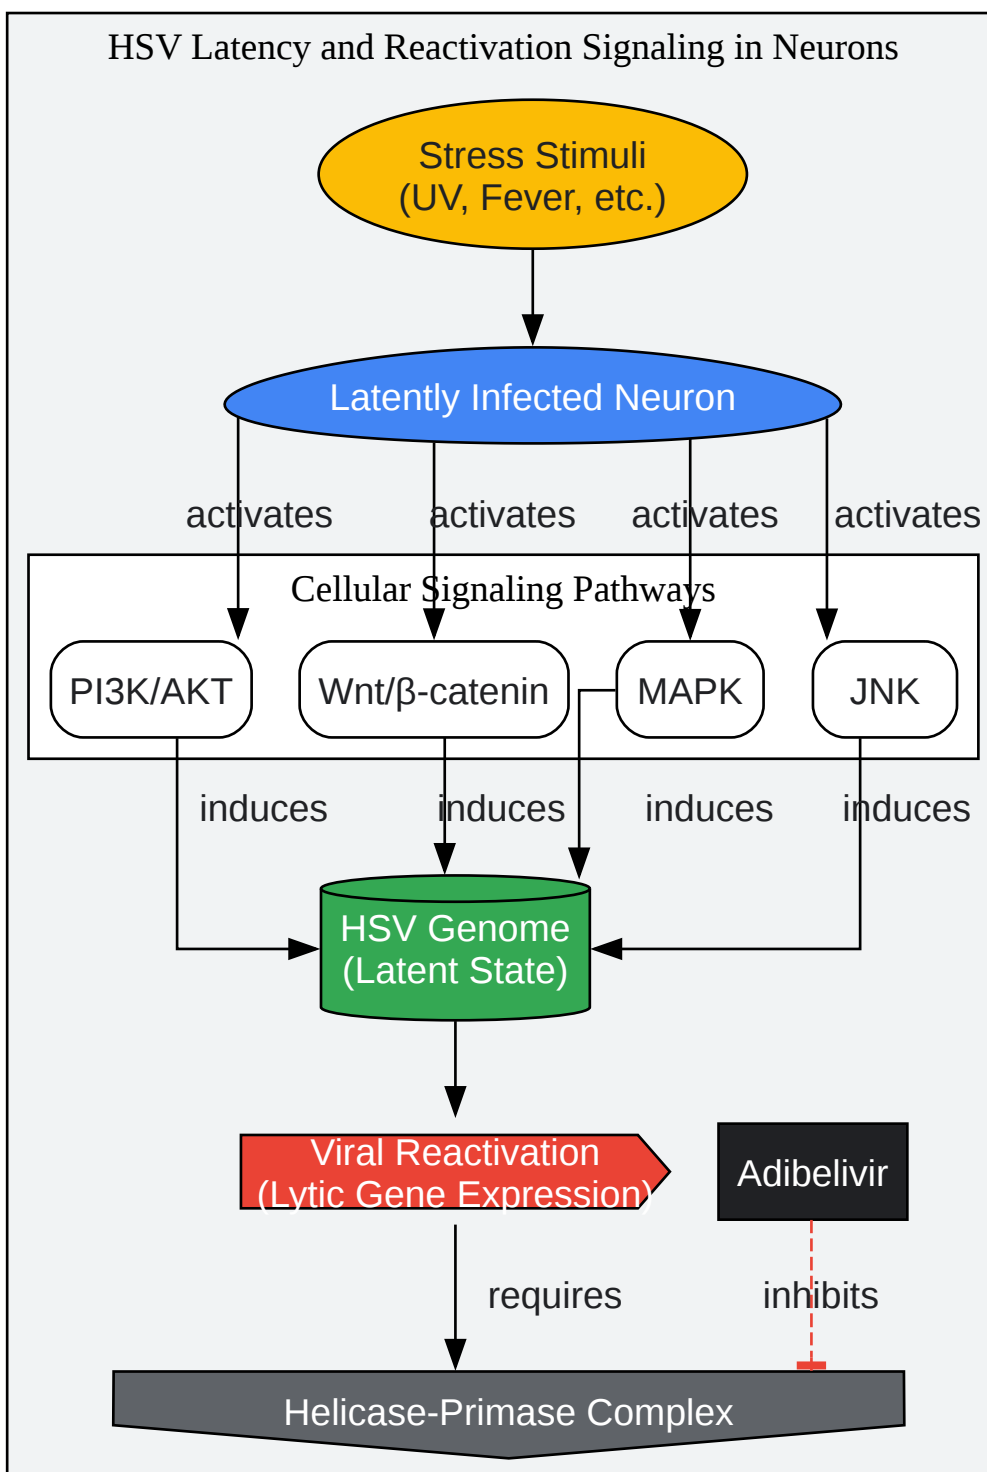 HSV Latency and Reactivation Signaling in Neurons
Stress Stimuli
(UV, Fever, etc.)
Latently Infected Neuron
activates
activates
activates
activates
Cellular Signaling Pathways
PI3K/AKT
Wnt/β-catenin
MAPK
JNK
induces
induces
induces
induces
HSV Genome
(Latent State)
Viral Reactivation
(Lytic Gene Expression)
Adibelivir
requires
inhibits
Helicase-Primase Complex